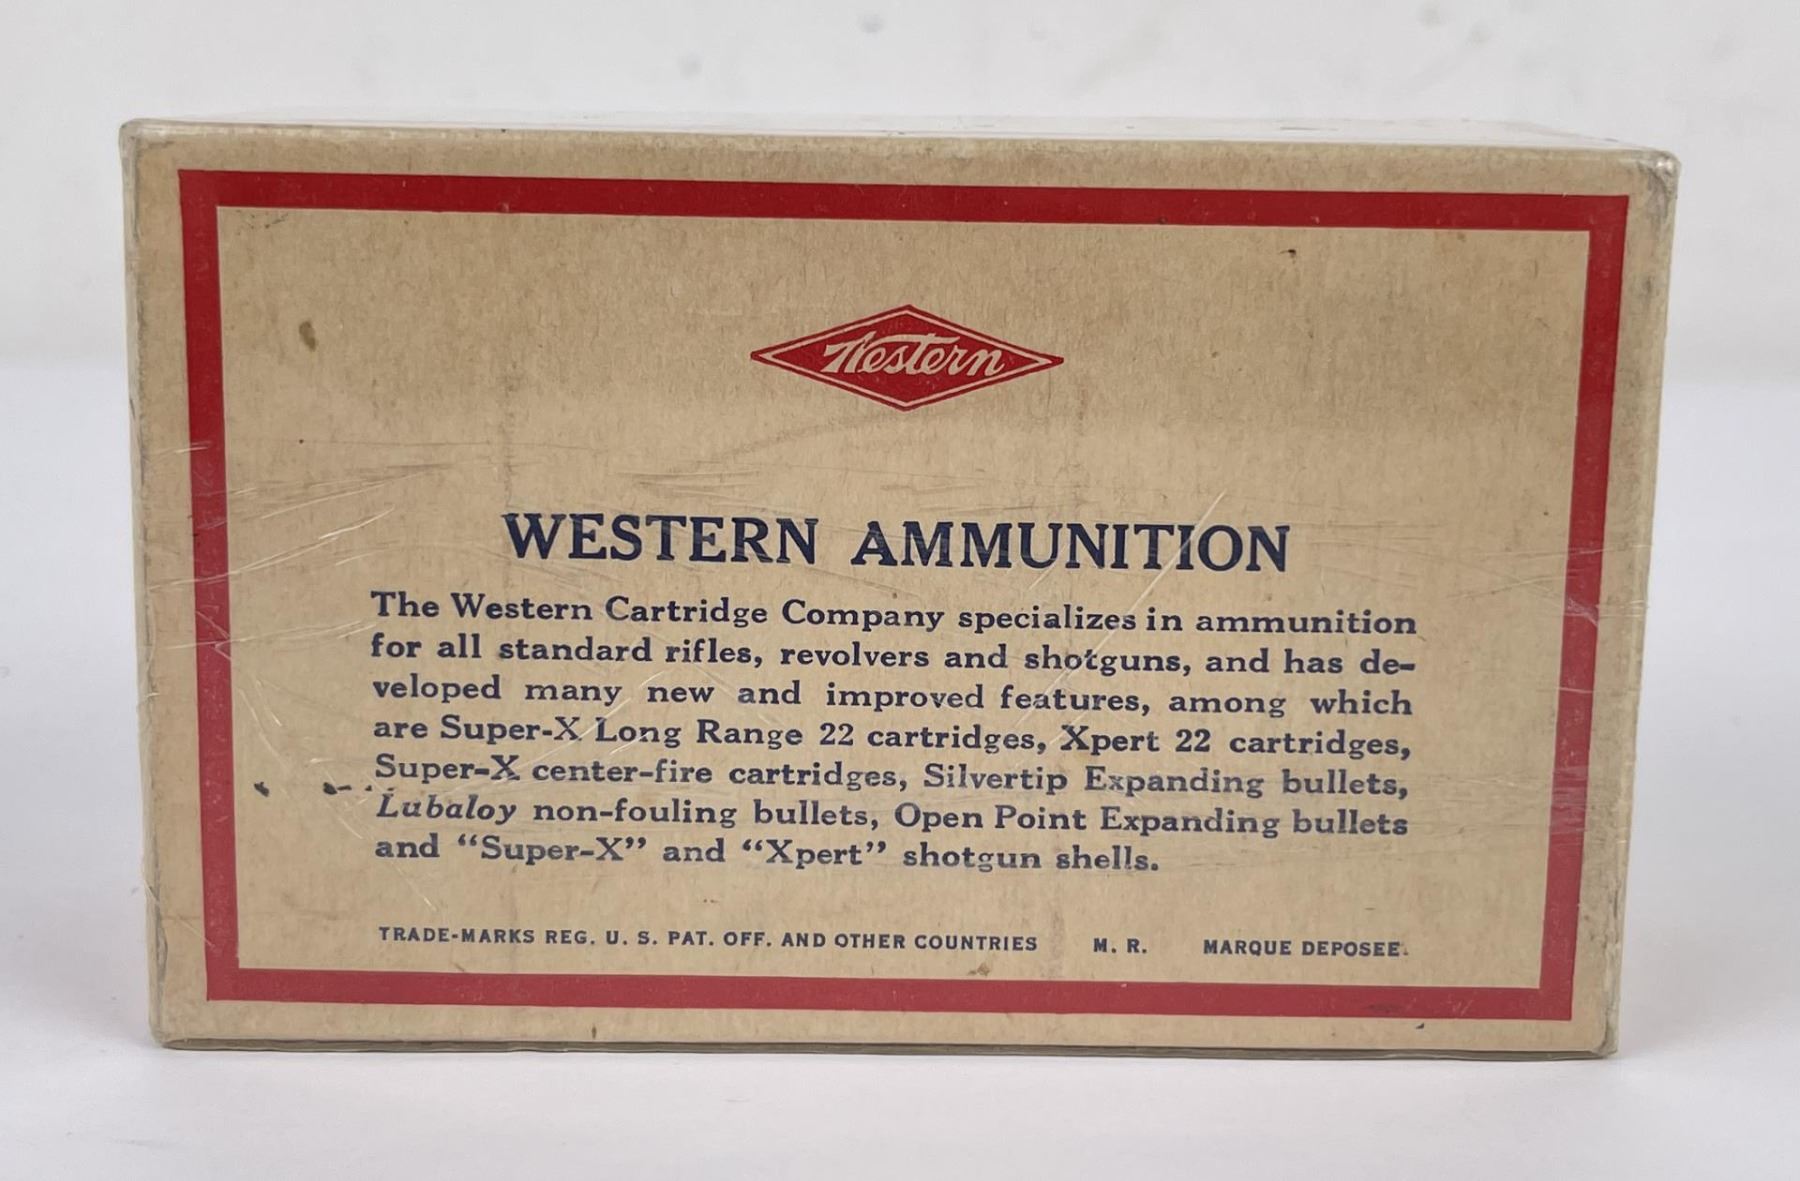 Western
WESTERN AMMUNITION
The Western Cartridge Company specializes in ammunition
for all standard rifles, revolvers and shotguns, and has de-
veloped many new and improved features, among which
are Super-X Long Range 22 cartridges, Xpert 22 cartridges,
Super-X center-fire cartridges, Silvertip Expanding bullets,
Lubaloy non-fouling bullets, Open Point Expanding bullets
and “Super-X” and “Xpert” shotgun shells.
TRADE-MARKS REG. U. S. PAT. OFF. AND OTHER COUNTRIES M. R. MARQUE DEPOSEE.